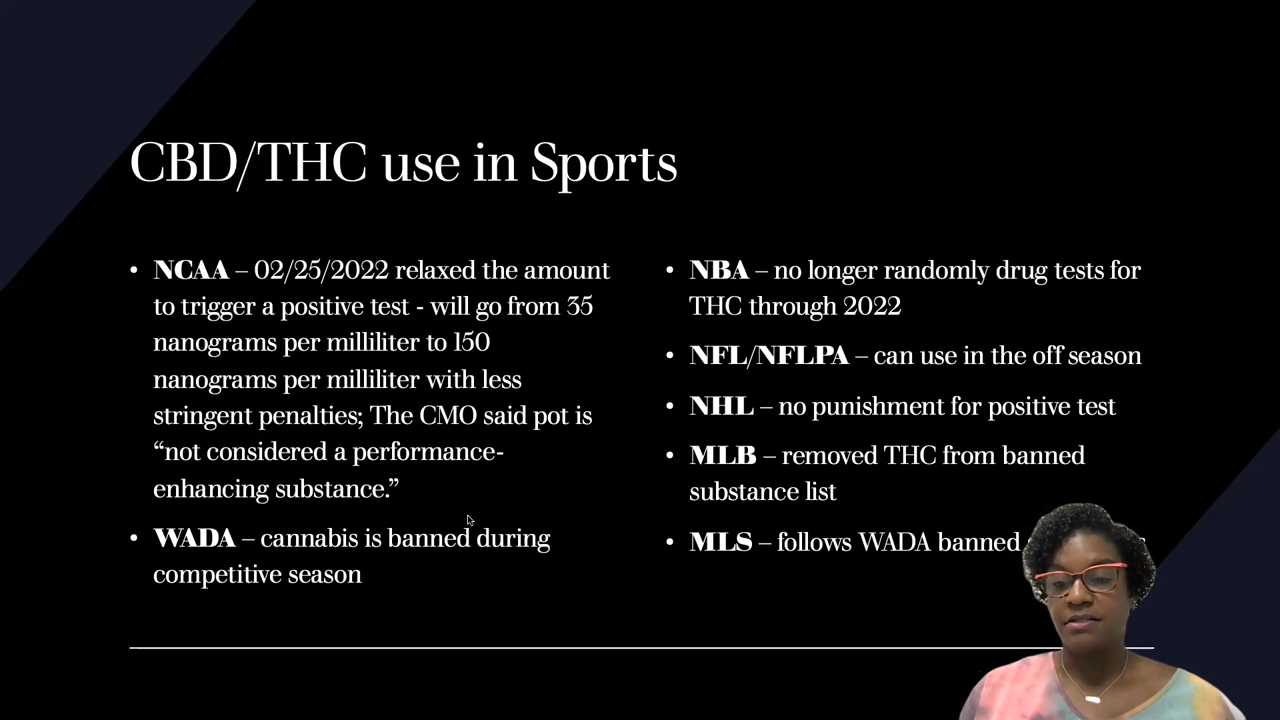 CBD/THC use in Sports
• NCAA – 02/25/2022 relaxed the amount
to trigger a positive test - will go from 35
nanograms per milliliter to 150
nanograms per milliliter with less
stringent penalties; The CMO said pot is
“not considered a performance-
enhancing substance.”
• WADA – cannabis is banned during
competitive season
• NBA – no longer randomly drug tests for
THC through 2022
• NFL/NFLPA – can use in the off season
• NHL – no punishment for positive test
• MLB – removed THC from banned
substance list
• MLS – follows WADA banned